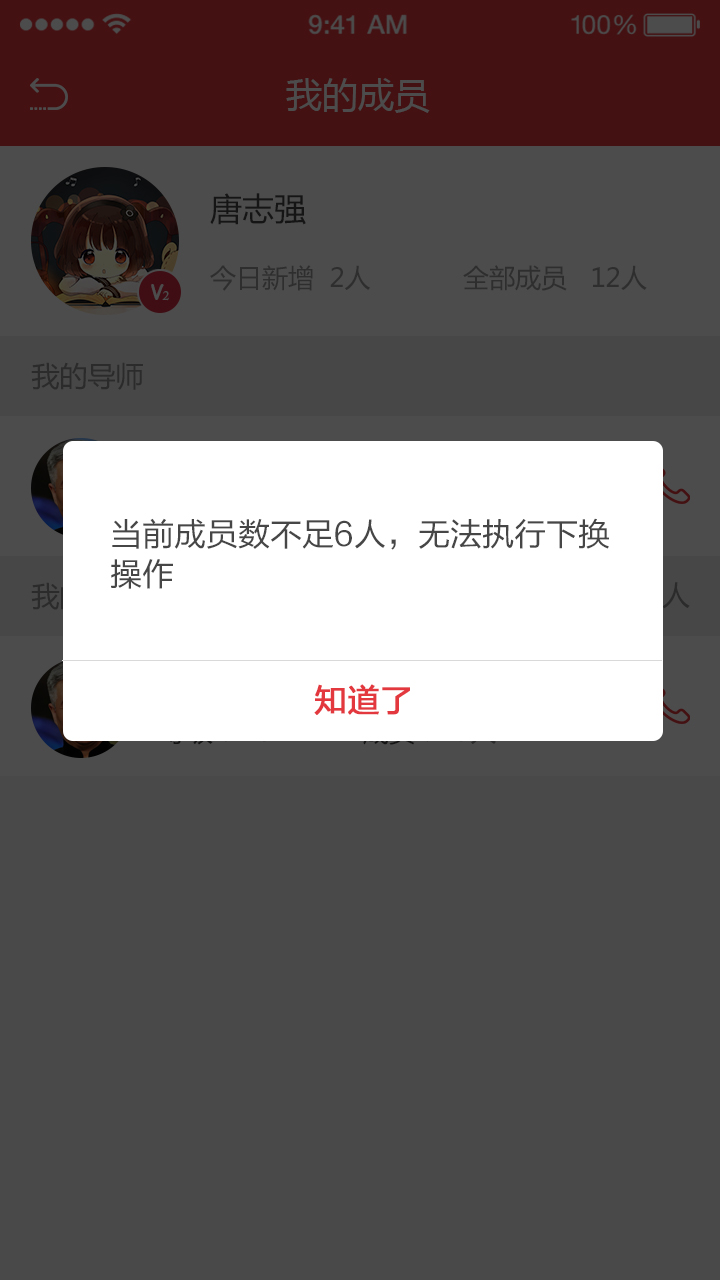 9:41 AM 100%
我的成员
唐志强
今日新增 2人 全部成员 12人
V2
我的导师
当前成员数不足6人，无法执行下换
操作
我 人
知道了